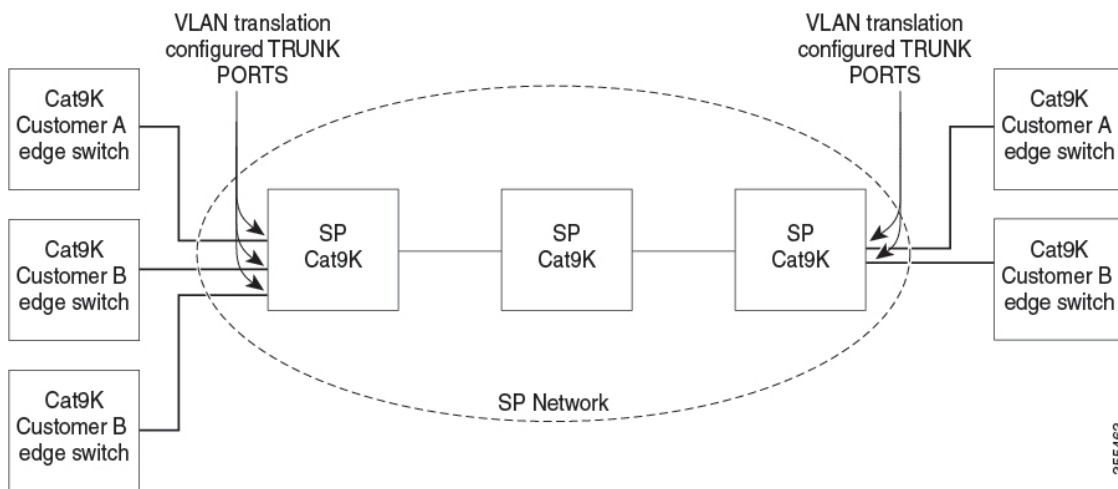 VLAN translation
configured TRUNK
PORTS
VLAN translation
configured TRUNK
PORTS
Cat9K
Customer A
edge switch
Cat9K
Customer B
edge switch
Cat9K
Customer B
edge switch
SP
Cat9K
SP
Cat9K
SP
Cat9K
Cat9K
Customer A
edge switch
Cat9K
Customer B
edge switch
SP Network